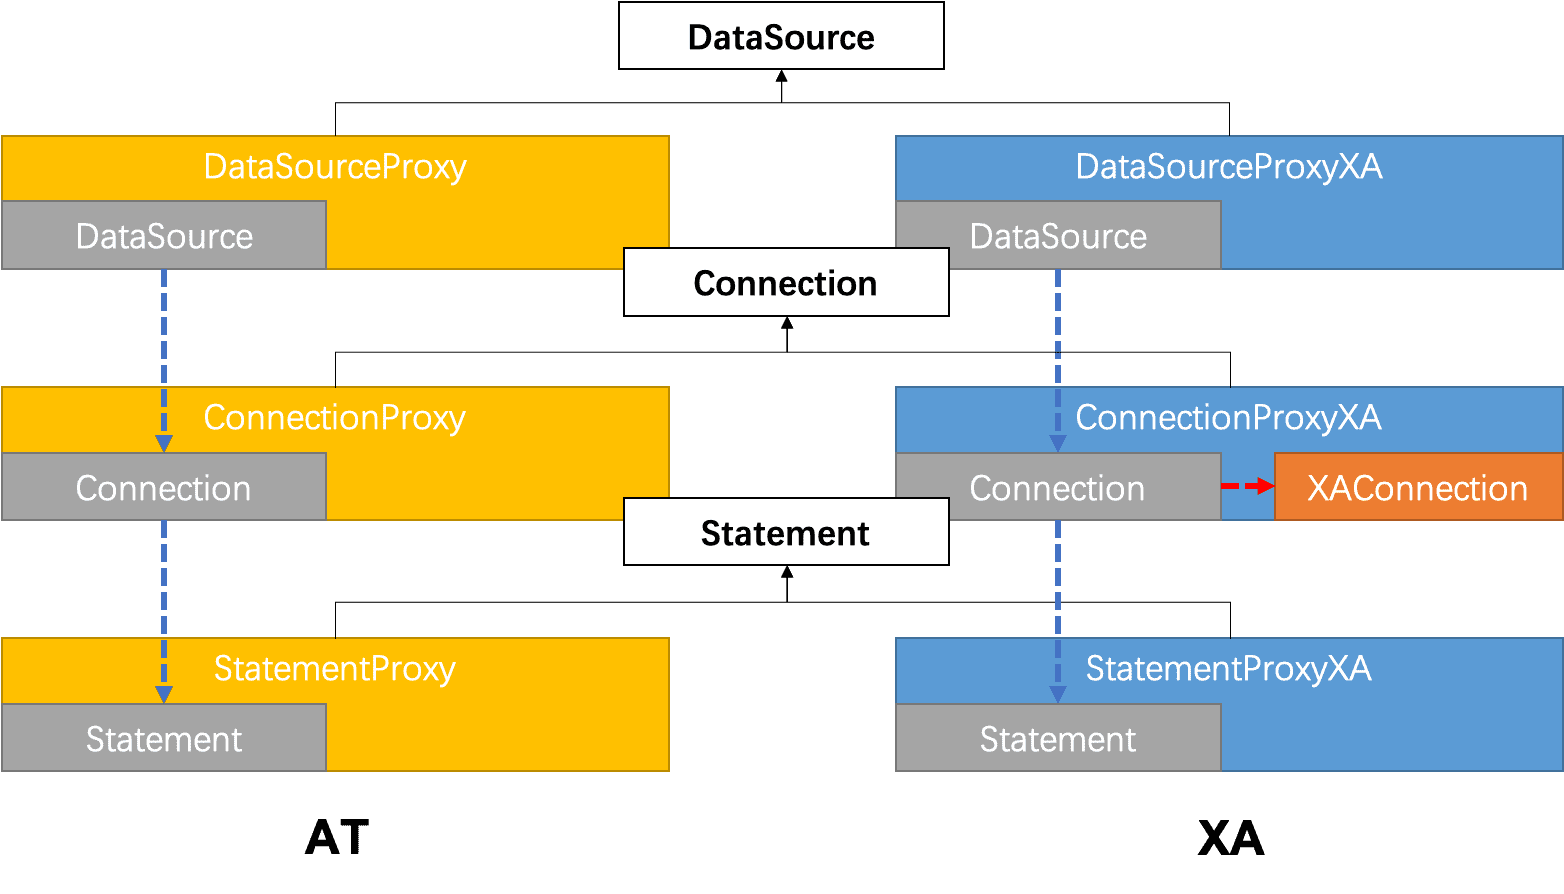 DataSource
DataSourceProxy
DataSource
DataSourceProxyXA
DataSource
Connection
ConnectionProxy
Connection
ConnectionProxyXA
Connection
XAConnection
Statement
StatementProxy
Statement
StatementProxyXA
Statement
AT
XA